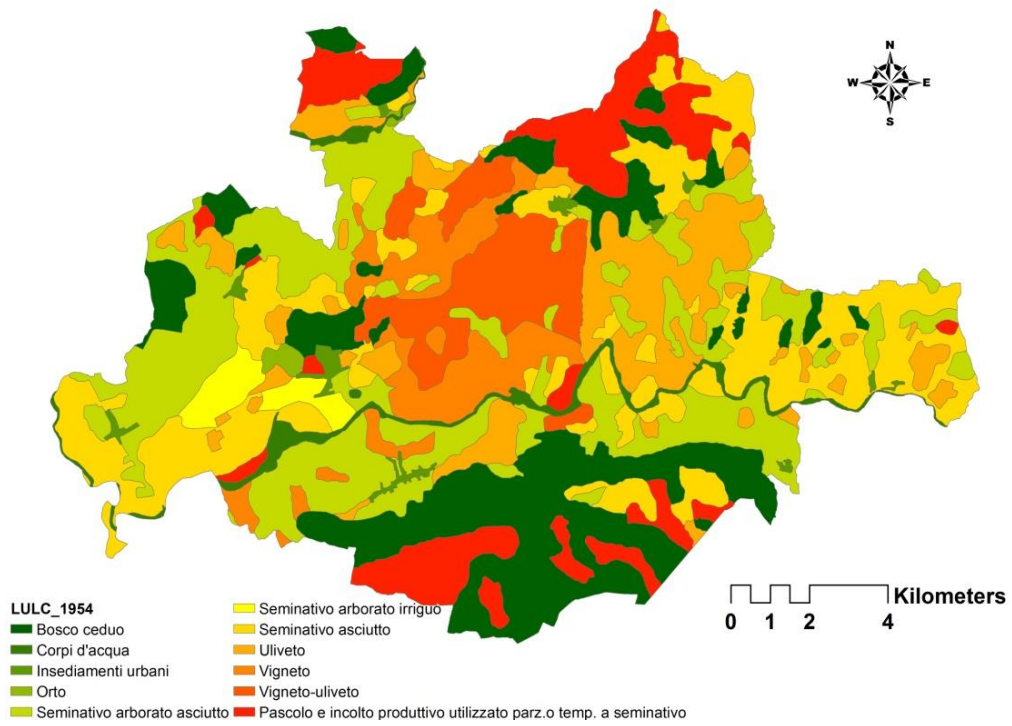 N
W E
S
LULC_1954
Bosco ceduo
Corpi d'acqua
Insediamenti urbani
Orto
Seminativo arborato asciutto
Seminativo arborato irriguo
Seminativo asciutto
Uliveto
Vigneto
Vigneto-uliveto
Pascolo e incolto produttivo utilizzato parz.o temp. a seminativo
Kilometers
0 1 2 4